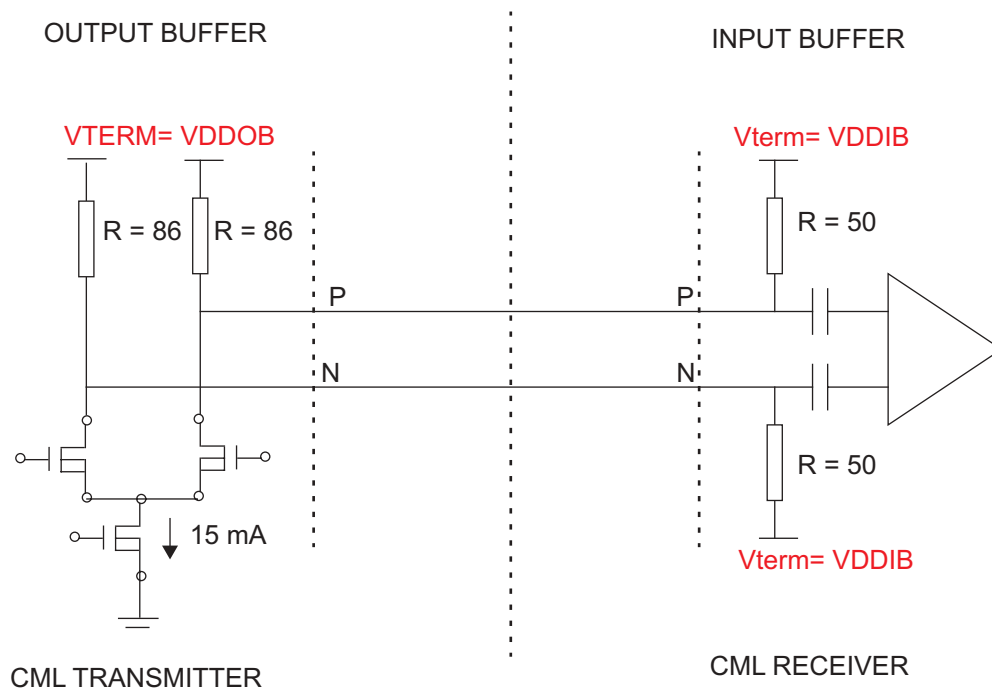 OUTPUT BUFFER
INPUT BUFFER
VTERM= VDDOB
Vterm= VDDIB
R = 86
R = 86
R = 50
P
P
N
N
R = 50
15 mA
Vterm= VDDIB
CML TRANSMITTER
CML RECEIVER